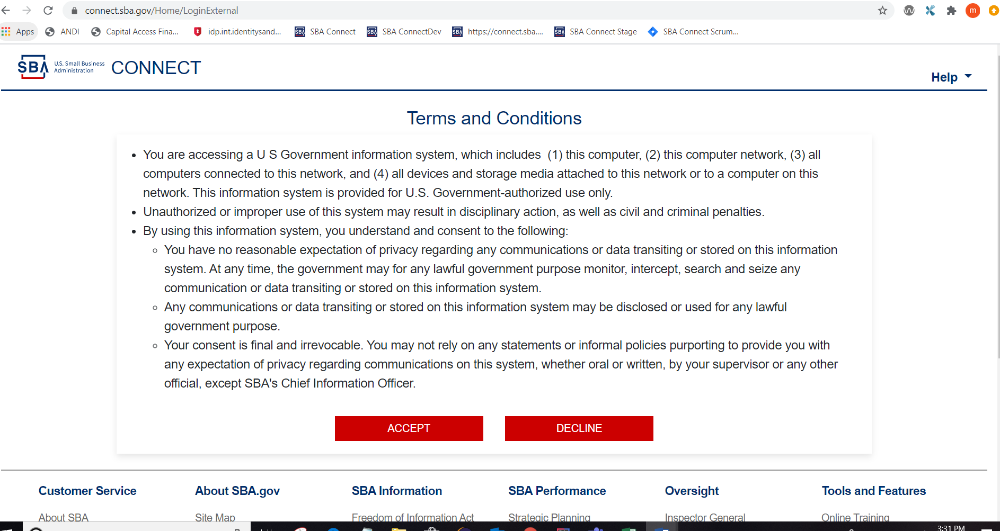 connect.sba.gov/Home/LoginExternal
m
Apps ANDI Capital Access Fina... idp.int.identitysand... SBA SBA Connect SBA SBA ConnectDev SBA https://connect.sba.... SBA SBA Connect Stage SBA Connect Scrum...
SBA U.S. Small Business Administration CONNECT
Help
Terms and Conditions
• You are accessing a U S Government information system, which includes (1) this computer, (2) this computer network, (3) all
computers connected to this network, and (4) all devices and storage media attached to this network or to a computer on this
network. This information system is provided for U.S. Government-authorized use only.
• Unauthorized or improper use of this system may result in disciplinary action, as well as civil and criminal penalties.
• By using this information system, you understand and consent to the following:
○ You have no reasonable expectation of privacy regarding any communications or data transiting or stored on this information
system. At any time, the government may for any lawful government purpose monitor, intercept, search and seize any
communication or data transiting or stored on this information system.
○ Any communications or data transiting or stored on this information system may be disclosed or used for any lawful
government purpose.
○ Your consent is final and irrevocable. You may not rely on any statements or informal policies purporting to provide you with
any expectation of privacy regarding communications on this system, whether oral or written, by your supervisor or any other
official, except SBA's Chief Information Officer.
ACCEPT DECLINE
Customer Service About SBA.gov SBA Information SBA Performance Oversight Tools and Features
About SBA Site Map Freedom of Information Act Strategic Planning Inspector General Online Training
3:31 PM